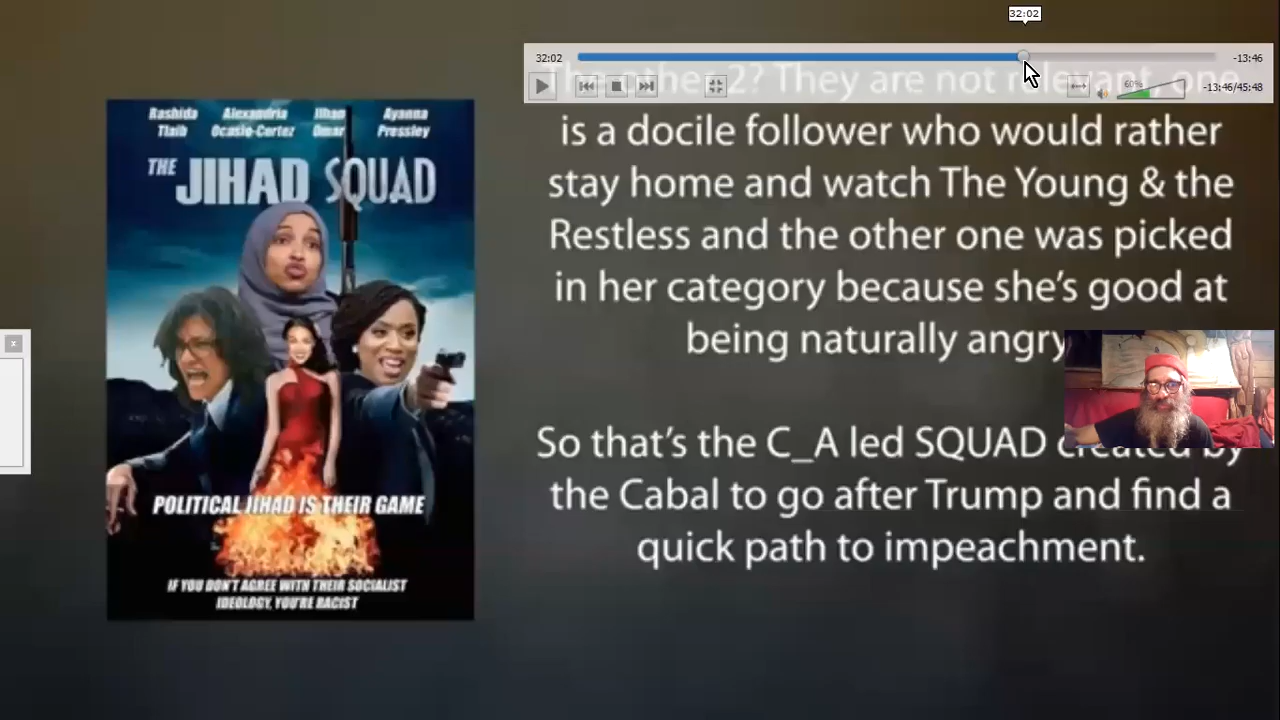 32:02
32:02
-13:46
60%
-13:46/45:48
The other 2? They are not relevant, one
is a docile follower who would rather
stay home and watch The Young & the
Restless and the other one was picked
in her category because she's good at
being naturally angry
So that's the C_A led SQUAD created by
the Cabal to go after Trump and find a
quick path to impeachment.
Rashida Alexandria Ilhan Ayanna
Tlaib Ocasio-Cortez Omar Pressley
THE JIHAD SQUAD
POLITICAL JIHAD IS THEIR GAME
IF YOU DON'T AGREE WITH THEIR SOCIALIST
IDEOLOGY, YOU'RE RACIST